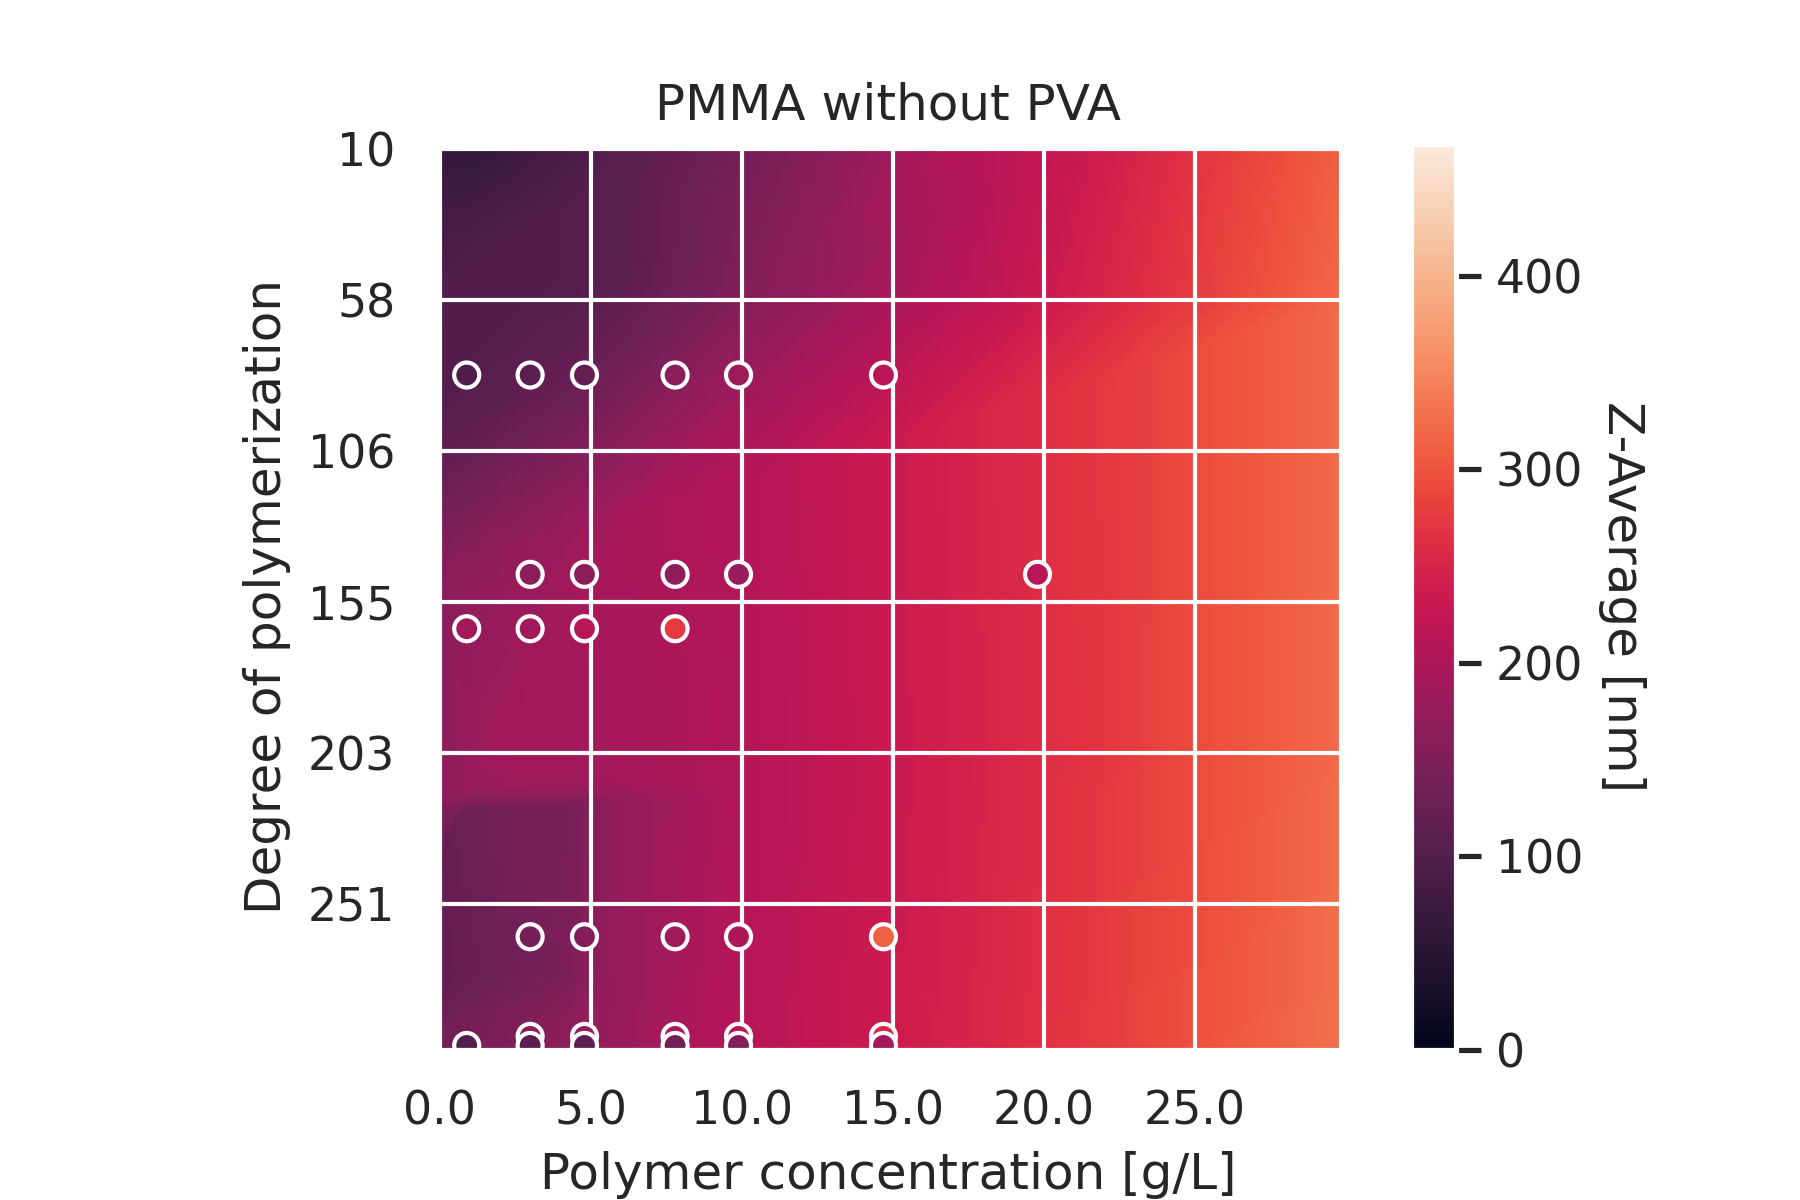 PMMA without PVA
10
58
106
155
203
251
Degree of polymerization
0.0 5.0 10.0 15.0 20.0 25.0
Polymer concentration [g/L]
400
300
200
100
0
Z-Average [nm]